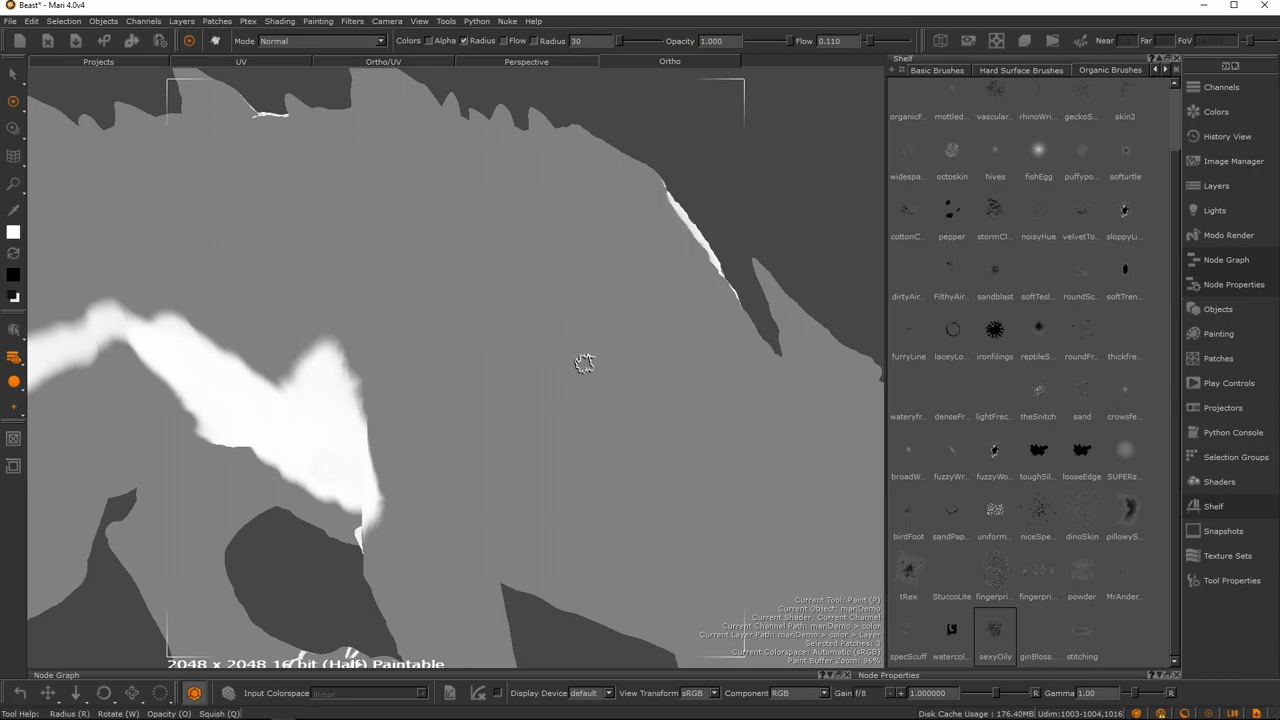 Beast* - Mari 4.0v4
File Edit Selection Objects Channels Layers Patches Ptex Shading Painting Filters Camera View Tools Python Nuke Help
Mode Normal Colors Alpha Radius Flow Radius 30 Opacity 1.000 Flow 0.110 Near Far FoV
Projects UV Ortho/UV Perspective Ortho
Shelf
Basic Brushes Hard Surface Brushes Organic Brushes
organicF... mottled... vascular... rhinoWri... geckoS... skin2
widespa... octoskin hives fishEgg puffypo... softurtle
cottonC... pepper stormCl... noisyHue velvetTo... sloppyLi...
dirtyAir... FilthyAir... sandblast softTesl... roundSc... softTren...
furryLine laceyLo... ironfilings reptileS... roundFr... thickfre...
wateryfr... denseFr... lightFrec... theSnitch sand crowsfe...
broadW... fuzzyWr... fuzzyWo... toughSil... looseEdge SUPERs...
birdFoot sandPap... uniform... niceSpe... dinoSkin pillowyS...
tRex StuccoLite fingerpri... fingerpri... powder MrAnder...
specScuff watercol... sexyOily ginBloss... stitching
Channels
Colors
History View
Image Manager
Layers
Lights
Modo Render
Node Graph
Node Properties
Objects
Painting
Patches
Play Controls
Projectors
Python Console
Selection Groups
Shaders
Shelf
Snapshots
Texture Sets
Tool Properties
Current Tool: Paint (P)
Current Object: mariDemo
Current Shader: Current Channel
Current Channel Path: mariDemo > color
Current Layer Path: mariDemo > color > Layer
Selected Patches: 3
Current Colorspace: Automatic (sRGB)
Paint Buffer Zoom: 96%
2048 x 2048 16 bit (Half) Paintable
Node Graph
Node Properties
Input Colorspace linear Display Device default View Transform sRGB Component RGB Gain f/8 1.000000 R Gamma 1.00 R
Tool Help: Radius (R) Rotate (W) Opacity (O) Squish (Q) Disk Cache Usage : 176.40MB Udim:1003-1004,1016